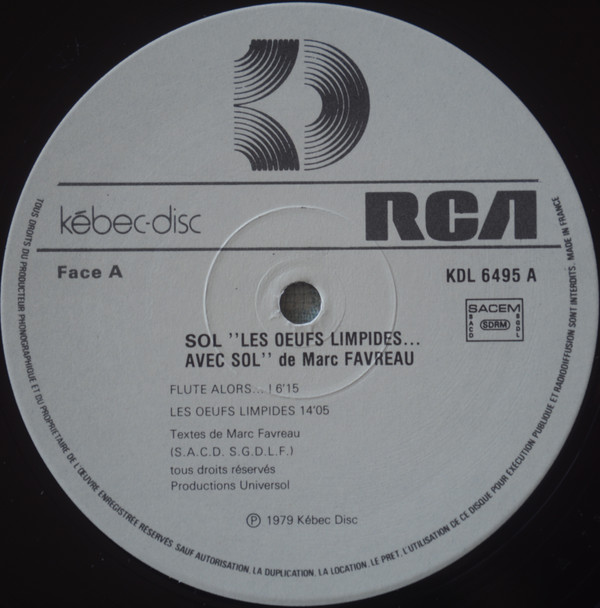 kébec-disc
RCA
Face A
KDL 6495 A
SACEM
SACD
SDRM
SGDL
SOL "LES OEUFS LIMPIDES...
AVEC SOL" de Marc FAVREAU
FLUTE ALORS... ! 6'15
LES OEUFS LIMPIDES 14'05
Textes de Marc Favreau
(S.A.C.D. S.G.D.L.F.)
tous droits réservés
Productions Universol
Ⓟ 1979 Kébec Disc
TOUS DROITS DU PRODUCTEUR PHONOGRAPHIQUE ET DU PROPRIETAIRE DE L'ŒUVRE ENREGISTREE RESERVES SAUF AUTORISATION, LA DUPLICATION, LA LOCATION, LE PRET, L'UTILISATION DE CE DISQUE POUR EXECUTION PUBLIQUE ET RADIODIFFUSION SONT INTERDITS. MADE IN FRANCE